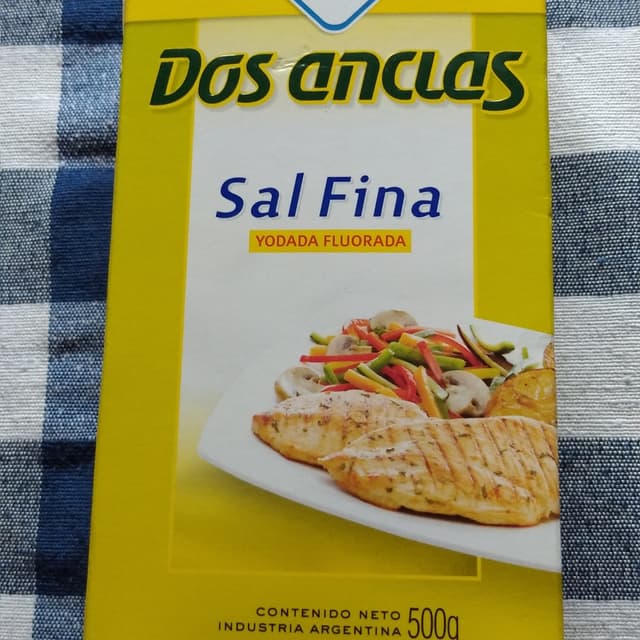 Dos anclas
Sal Fina
YODADA FLUORADA
CONTENIDO NETO
INDUSTRIA ARGENTINA 500g